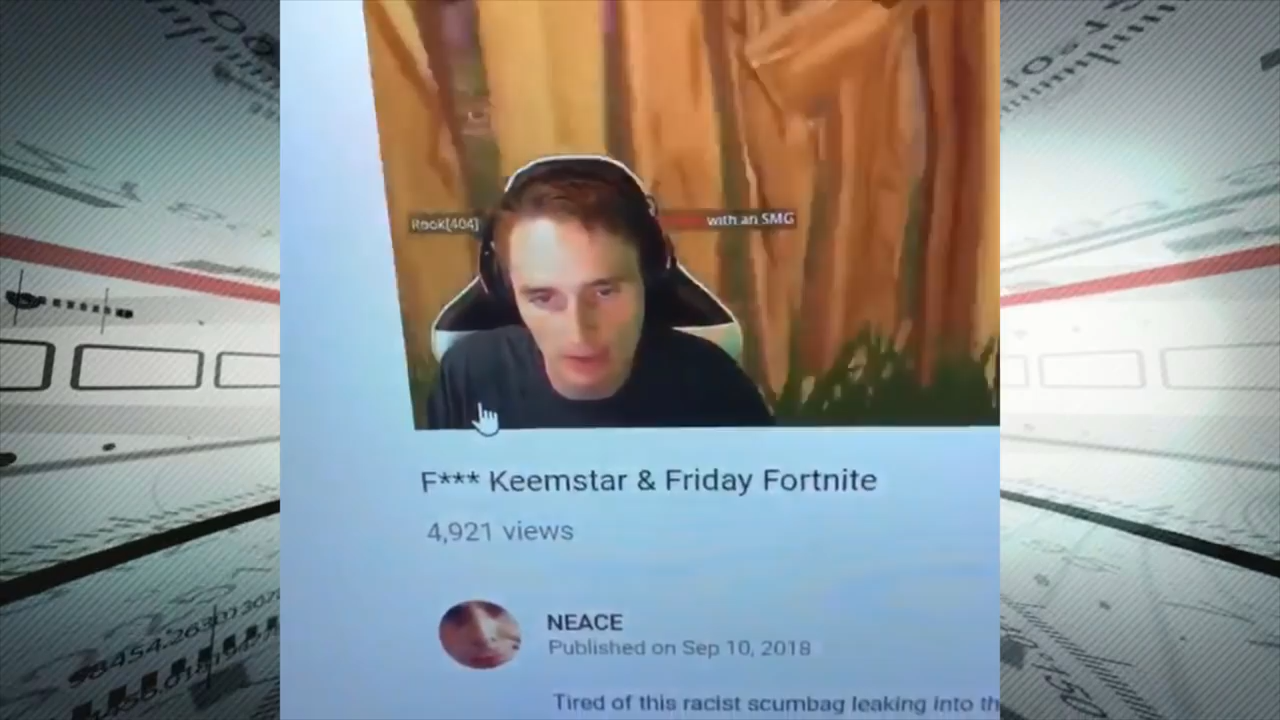 Rook[404]
with an SMG
F*** Keemstar & Friday Fortnite
4,921 views
NEACE
Published on Sep 10, 2018
Tired of this racist scumbag leaking into th